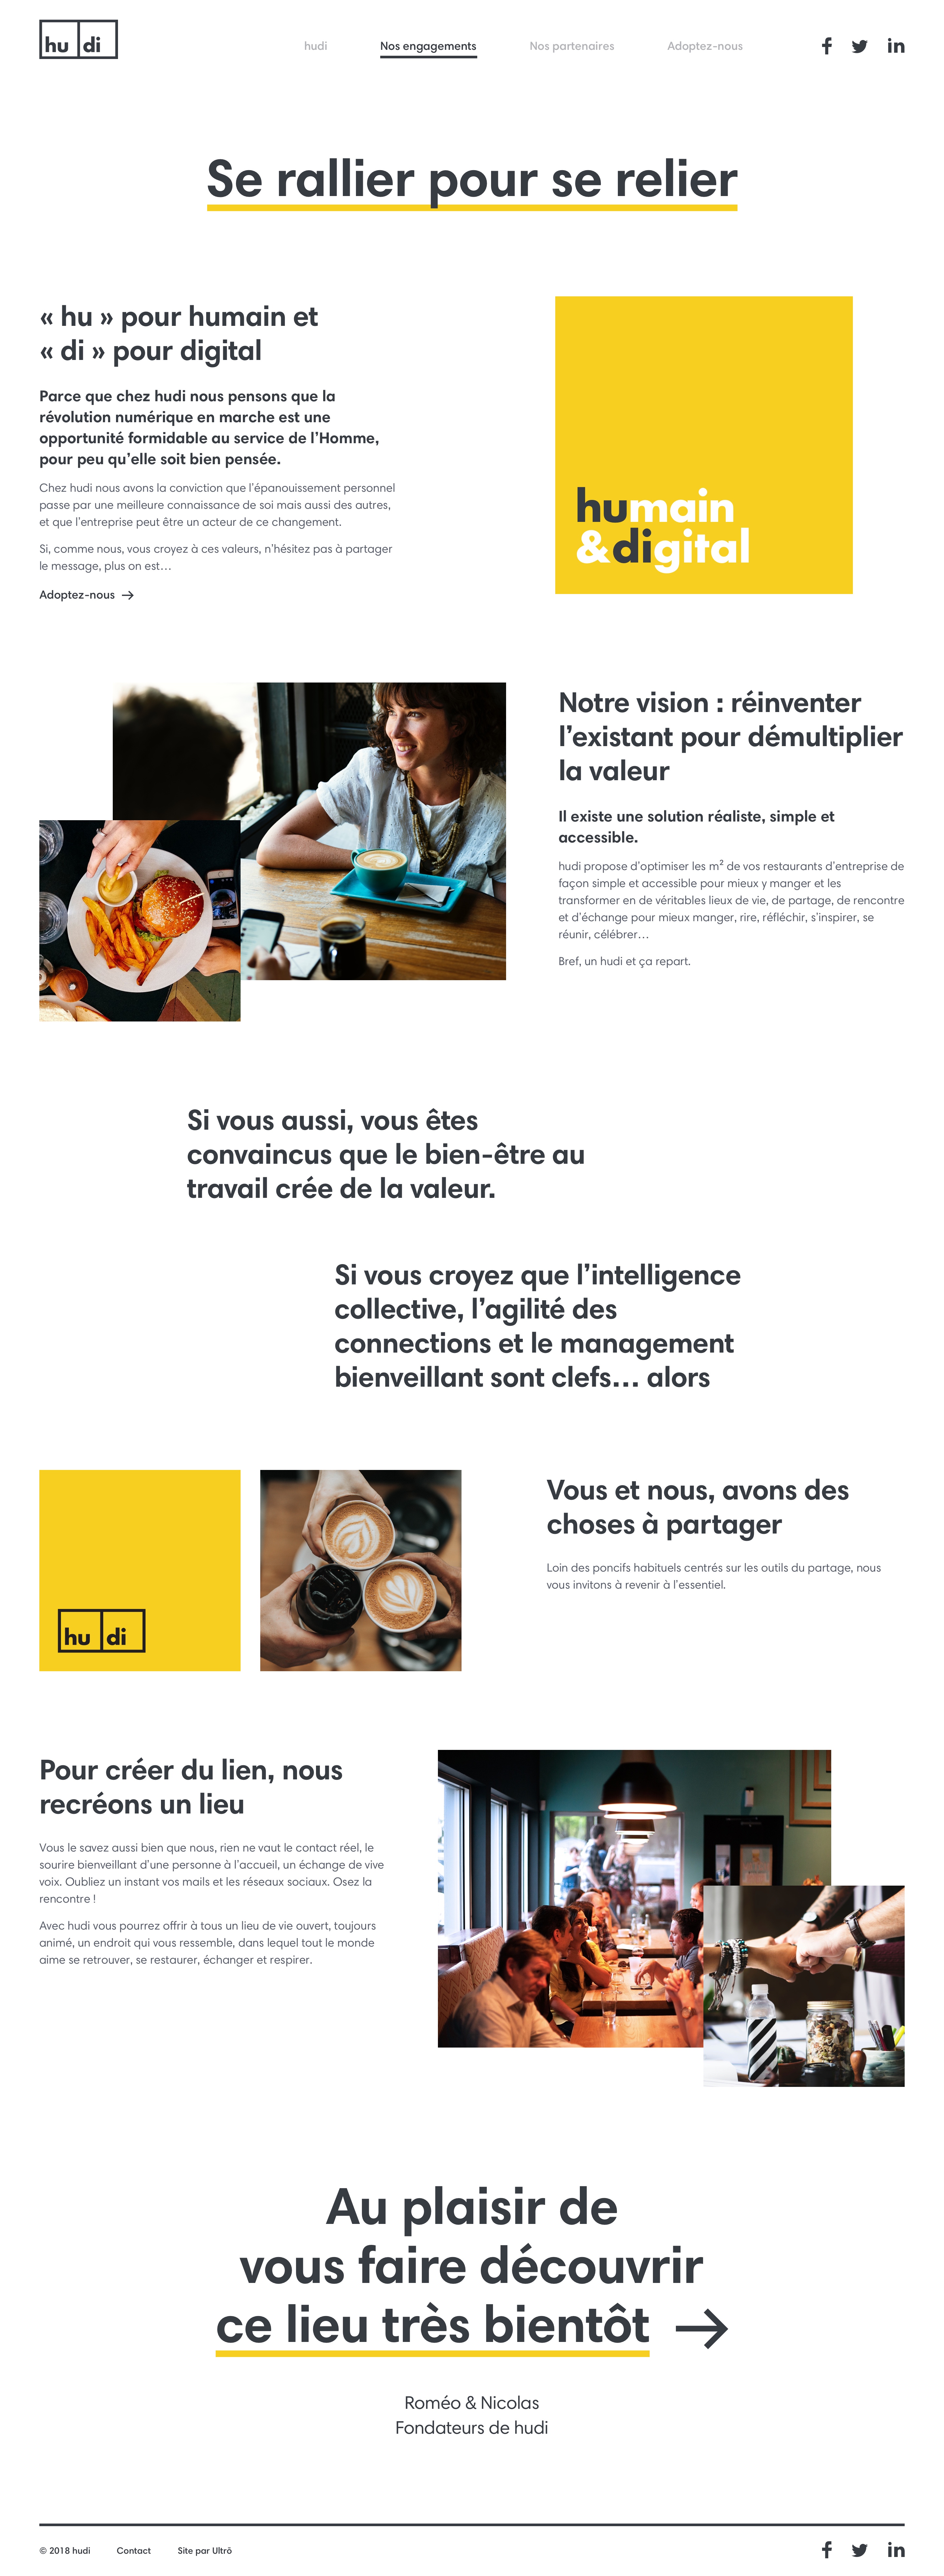 hu di
hudi
Nos engagements
Nos partenaires
Adoptez-nous
Se rallier pour se relier
« hu » pour humain et
« di » pour digital
Parce que chez hudi nous pensons que la
révolution numérique en marche est une
opportunité formidable au service de l’Homme,
pour peu qu’elle soit bien pensée.
Chez hudi nous avons la conviction que l’épanouissement personnel
passe par une meilleure connaissance de soi mais aussi des autres,
et que l’entreprise peut être un acteur de ce changement.
Si, comme nous, vous croyez à ces valeurs, n’hésitez pas à partager
le message, plus on est…
Adoptez-nous →
humain
&digital
Notre vision : réinventer
l’existant pour démultiplier
la valeur
Il existe une solution réaliste, simple et
accessible.
hudi propose d’optimiser les m² de vos restaurants d’entreprise de
façon simple et accessible pour mieux y manger et les
transformer en de véritables lieux de vie, de partage, de rencontre
et d’échange pour mieux manger, rire, réfléchir, s’inspirer, se
réunir, célébrer…
Bref, un hudi et ça repart.
Si vous aussi, vous êtes
convaincus que le bien-être au
travail crée de la valeur.
Si vous croyez que l’intelligence
collective, l’agilité des
connections et le management
bienveillant sont clefs… alors
hu di
Vous et nous, avons des
choses à partager
Loin des poncifs habituels centrés sur les outils du partage, nous
vous invitons à revenir à l’essentiel.
Pour créer du lien, nous
recréons un lieu
Vous le savez aussi bien que nous, rien ne vaut le contact réel, le
sourire bienveillant d’une personne à l’accueil, un échange de vive
voix. Oubliez un instant vos mails et les réseaux sociaux. Osez la
rencontre !
Avec hudi vous pourrez offrir à tous un lieu de vie ouvert, toujours
animé, un endroit qui vous ressemble, dans lequel tout le monde
aime se retrouver, se restaurer, échanger et respirer.
Au plaisir de
vous faire découvrir
ce lieu très bientôt →
Roméo & Nicolas
Fondateurs de hudi
© 2018 hudi
Contact
Site par Ultrō